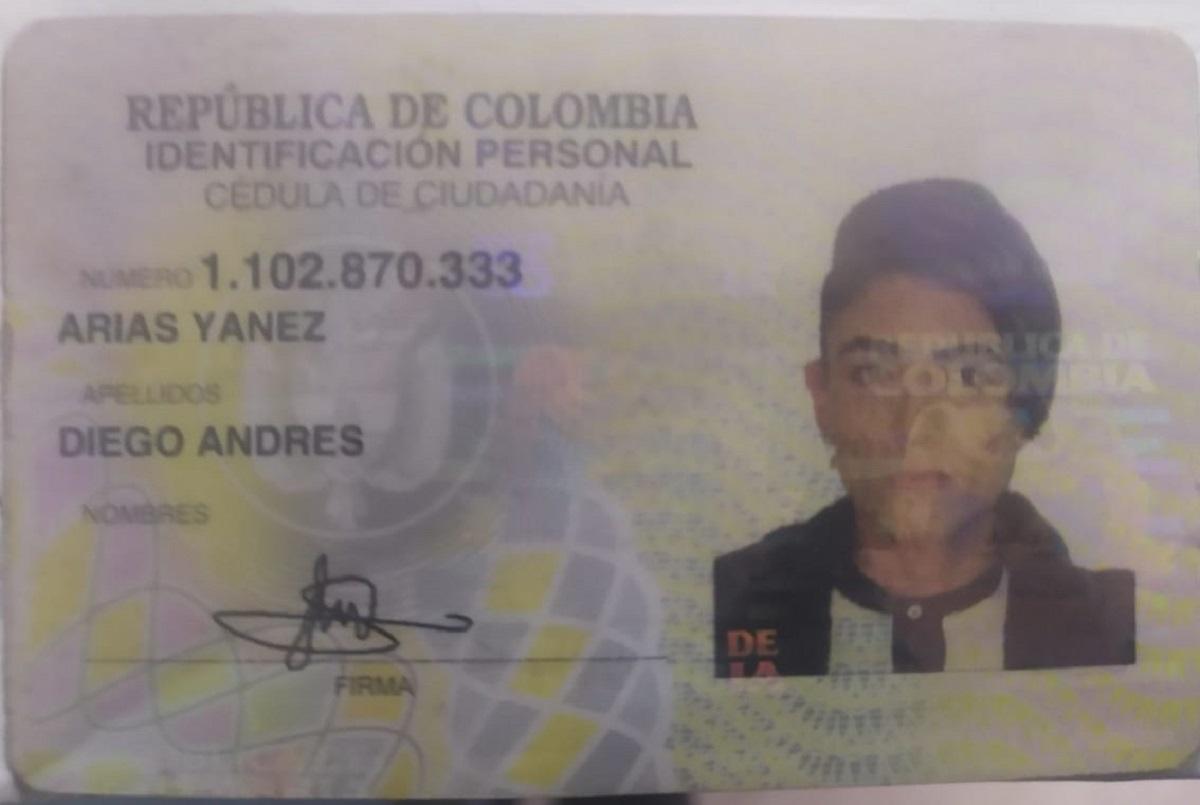 REPÚBLICA DE COLOMBIA
IDENTIFICACIÓN PERSONAL
CÉDULA DE CIUDADANÍA
NUMERO 1.102.870.333
ARIAS YANEZ
APELLIDOS
DIEGO ANDRES
NOMBRES
FIRMA
REPÚBLICA DE
COLOMBIA
DE
LA